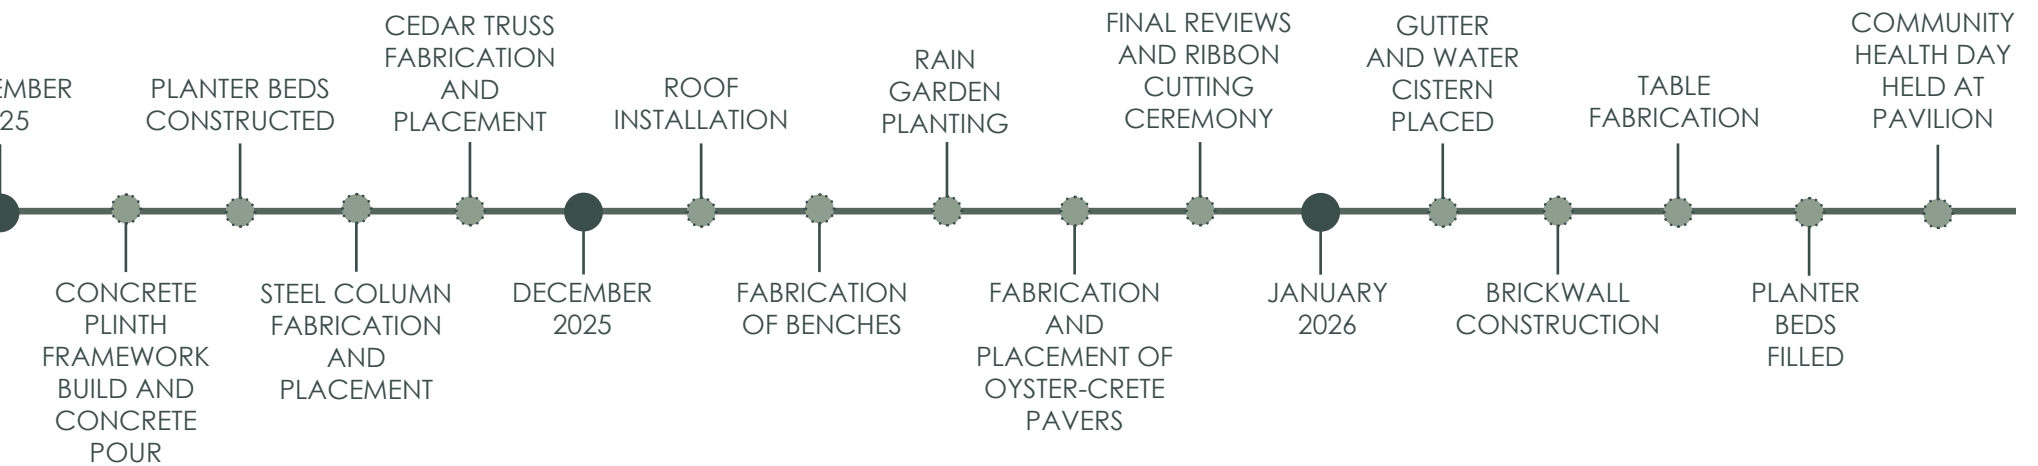 25
CONCRETE
PLINTH
FRAMEWORK
BUILD AND
CONCRETE
POUR
PLANTER BEDS
CONSTRUCTED
STEEL COLUMN
FABRICATION
AND
PLACEMENT
CEDAR TRUSS
FABRICATION
AND
PLACEMENT
DECEMBER
2025
ROOF
INSTALLATION
FABRICATION
OF BENCHES
RAIN
GARDEN
PLANTING
FABRICATION
AND
PLACEMENT OF
OYSTER-CRETE
PAVERS
FINAL REVIEWS
AND RIBBON
CUTTING
CEREMONY
JANUARY
2026
GUTTER
AND WATER
CISTERN
PLACED
BRICKWALL
CONSTRUCTION
TABLE
FABRICATION
PLANTER
BEDS
FILLED
COMMUNITY
HEALTH DAY
HELD AT
PAVILION